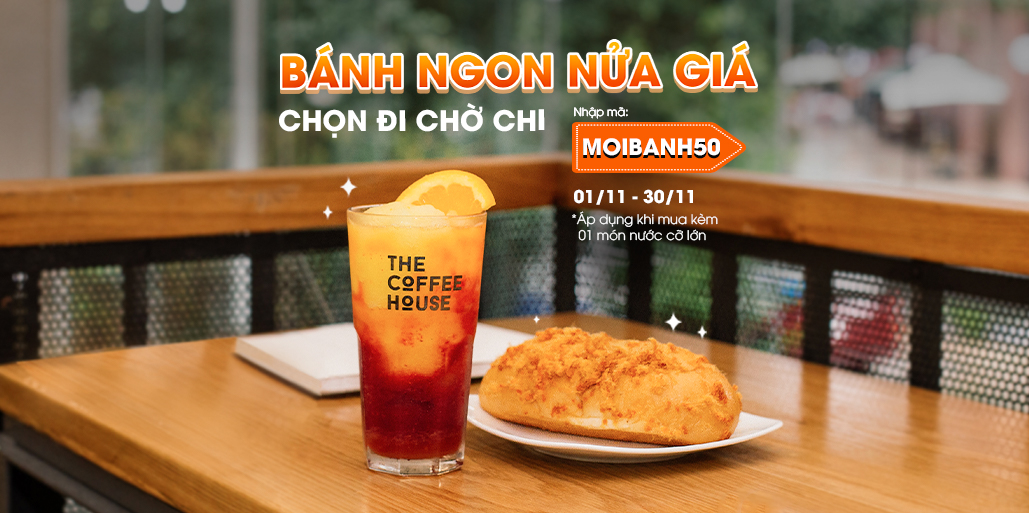 BÁNH NGON NỬA GIÁ
CHỌN ĐI CHỜ CHI
Nhập mã:
MOIBANH50
01/11 - 30/11
*Áp dụng khi mua kèm
01 món nước cỡ lớn
THE
COFFEE
HOUSE